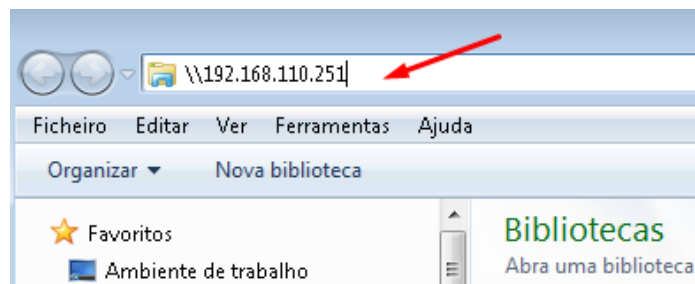 \\192.168.110.251
Ficheiro Editar Ver Ferramentas Ajuda
Organizar Nova biblioteca
Favoritos
Bibliotecas
Ambiente de trabalho
Abra uma biblioteca